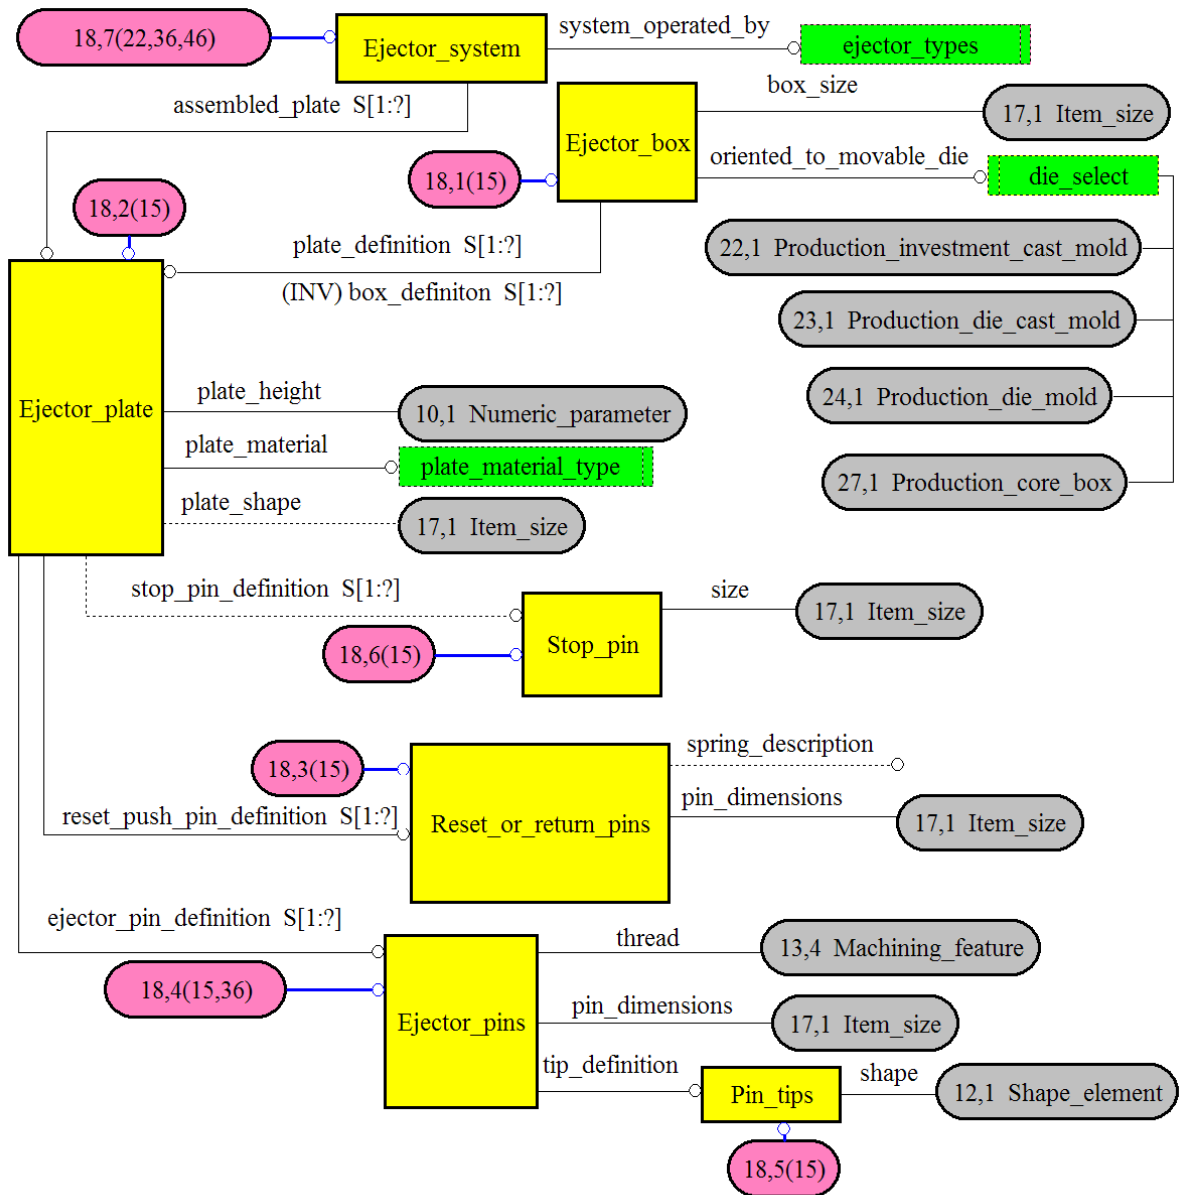 18,7(22,36,46)
Ejector_system
system_operated_by
ejector_types
box_size
assembled_plate S[1:?]
17,1 Item_size
Ejector_box
oriented_to_movable_die
18,1(15)
die_select
18,2(15)
plate_definition S[1:?]
22,1 Production_investment_cast_mold
(INV) box_definiton S[1:?]
23,1 Production_die_cast_mold
plate_height
Ejector_plate
10,1 Numeric_parameter
24,1 Production_die_mold
plate_material
plate_material_type
27,1 Production_core_box
plate_shape
17,1 Item_size
stop_pin_definition S[1:?]
size
17,1 Item_size
Stop_pin
18,6(15)
spring_description
18,3(15)
pin_dimensions
reset_push_pin_definition S[1:?]
Reset_or_return_pins
17,1 Item_size
ejector_pin_definition S[1:?]
thread
13,4 Machining_feature
18,4(15,36)
pin_dimensions
Ejector_pins
17,1 Item_size
tip_definition
shape
Pin_tips
12,1 Shape_element
18,5(15)